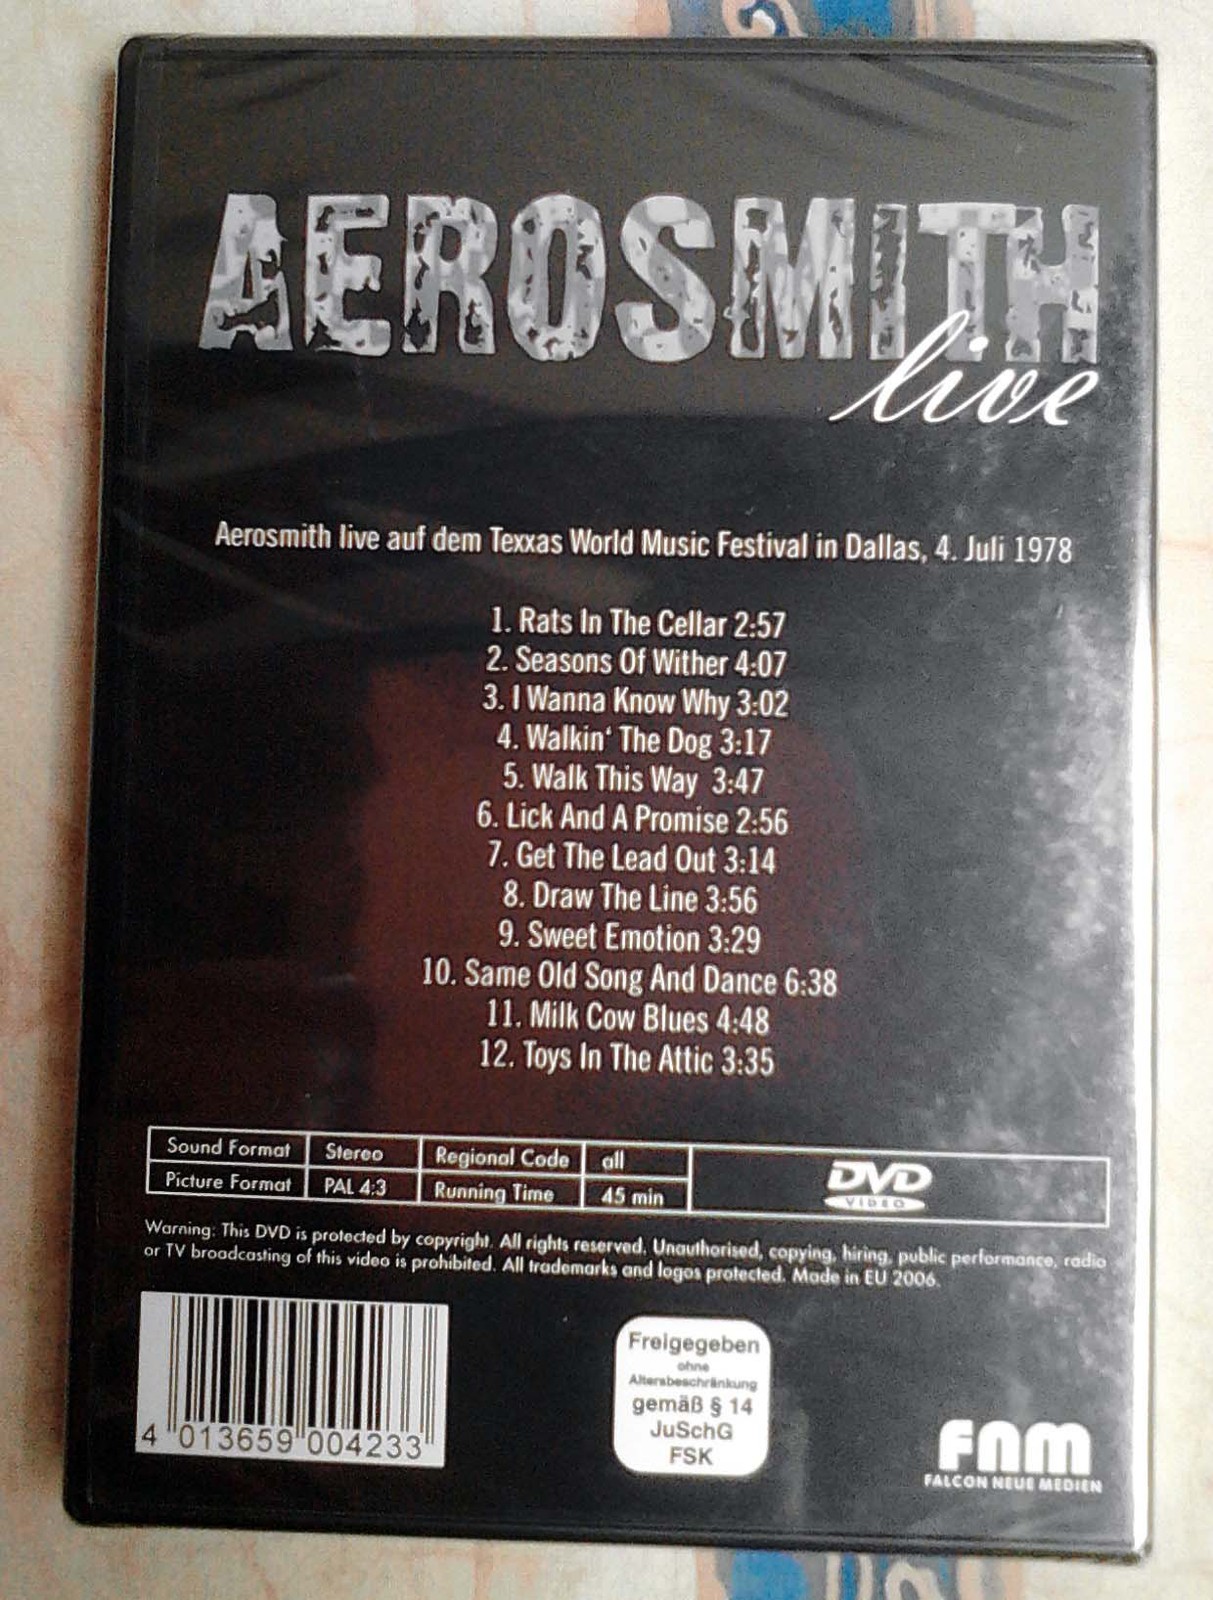 AEROSMITH
live
Aerosmith live auf dem Texxas World Music Festival in Dallas, 4. Juli 1978
1. Rats In The Cellar 2:57
2. Seasons Of Wither 4:07
3. I Wanna Know Why 3:02
4. Walkin‘ The Dog 3:17
5. Walk This Way 3:47
6. Lick And A Promise 2:56
7. Get The Lead Out 3:14
8. Draw The Line 3:56
9. Sweet Emotion 3:29
10. Same Old Song And Dance 6:38
11. Milk Cow Blues 4:48
12. Toys In The Attic 3:35
Sound Format Stereo Regional Code all
Picture Format PAL 4:3 Running Time 45 min
DVD
VIDEO
Warning: This DVD is protected by copyright. All rights reserved. Unauthorised, copying, hiring, public performance, radio
or TV broadcasting of this video is prohibited. All trademarks and logos protected. Made in EU 2006.
4 013659 004233
Freigegeben
ohne
Altersbeschränkung
gemäß § 14
JuSchG
FSK
FNM
FALCON NEUE MEDIEN